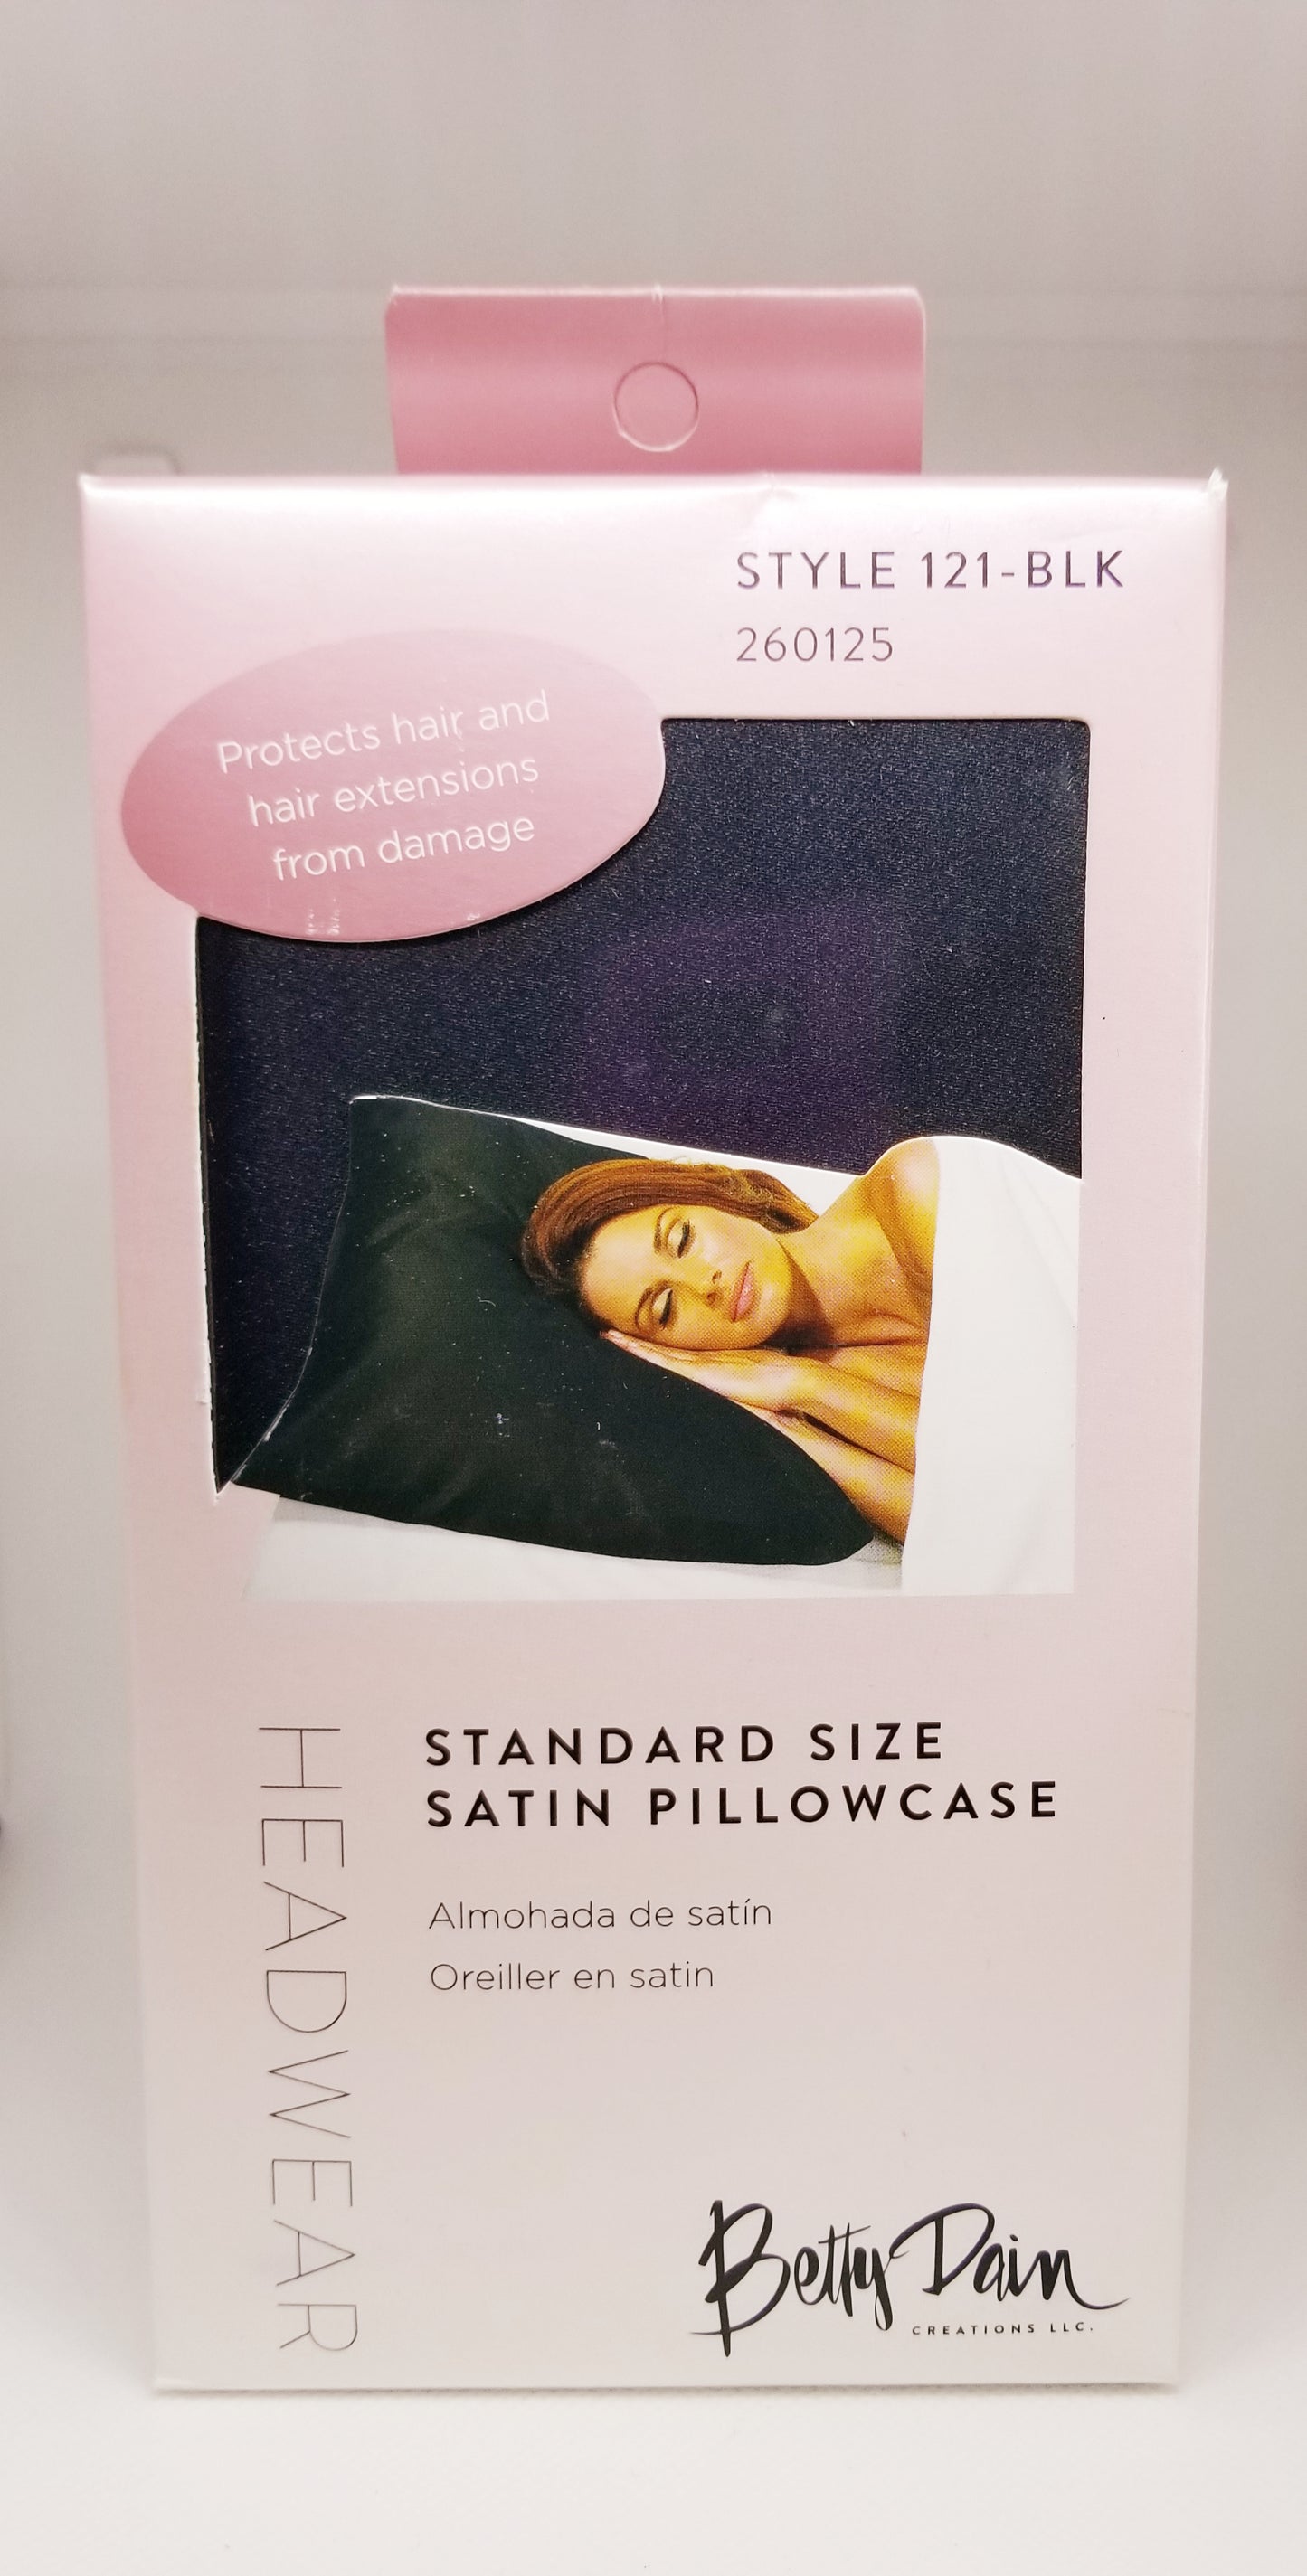 STYLE 121-BLK
260125
Protects hair and
hair extensions
from damage
HEADWEAR
STANDARD SIZE
SATIN PILLOWCASE
Almohada de satín
Oreiller en satin
Betty Dain
CREATIONS LLC.